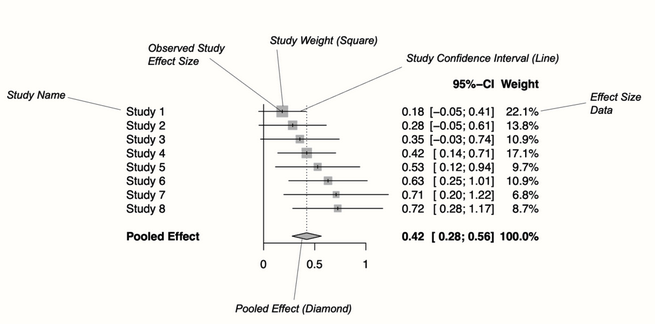 Study Weight (Square)
Observed Study
Effect Size
Study Confidence Interval (Line)
95%−CI Weight
Study Name
Effect Size
Data
Study 1 0.18 [−0.05; 0.41] 22.1%
Study 2 0.28 [−0.05; 0.61] 13.8%
Study 3 0.35 [−0.03; 0.74] 10.9%
Study 4 0.42 [ 0.14; 0.71] 17.1%
Study 5 0.53 [ 0.12; 0.94] 9.7%
Study 6 0.63 [ 0.25; 1.01] 10.9%
Study 7 0.71 [ 0.20; 1.22] 6.8%
Study 8 0.72 [ 0.28; 1.17] 8.7%
Pooled Effect 0.42 [ 0.28; 0.56] 100.0%
0 0.5 1
Pooled Effect (Diamond)